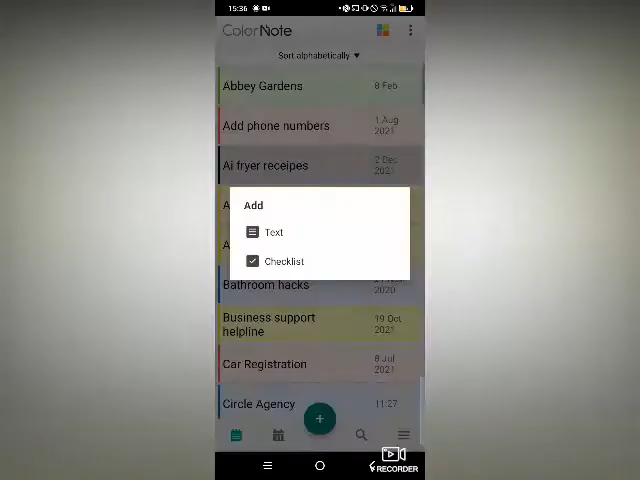 15:36
ColorNote
Sort alphabetically ▼
Abbey Gardens
8 Feb
Add phone numbers
1 Aug
2021
Ai fryer receipes
2 Dec
2021
A
Add
Text
A
Checklist
Bathroom hacks
2020
Business support
helpline
19 Oct
2021
Car Registration
8 Jul
2021
Circle Agency
11:27
+
RECORDER